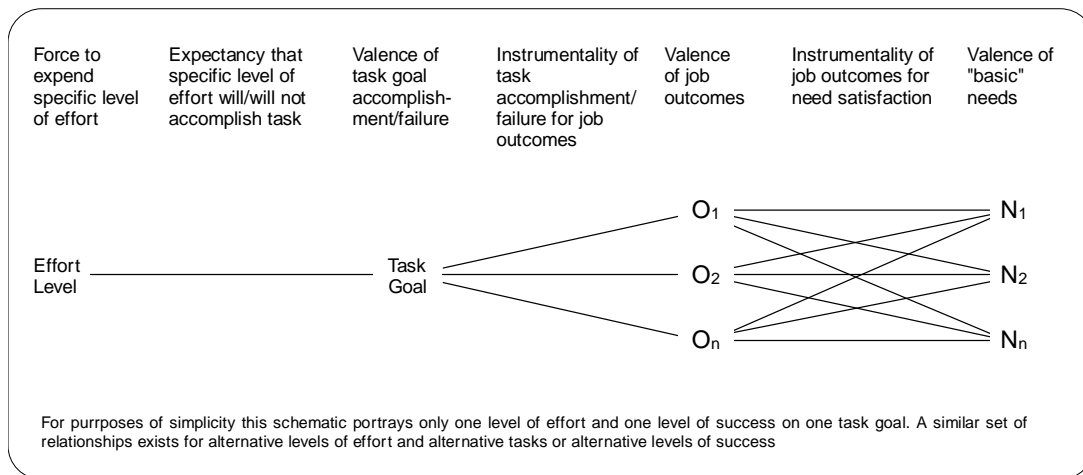 Force to
expend
specific level
of effort
Expectancy that
specific level of
effort will/will not
accomplish task
Valence of
task goal
accomplish-
ment/failure
Instrumentality of
task
accomplishment/
failure for job
outcomes
Valence
of job
outcomes
Instrumentality of
job outcomes for
need satisfaction
Valence of
"basic"
needs
O1
N1
Effort
Level
Task
Goal
O2
N2
On
Nn
For purrposes of simplicity this schematic portrays only one level of effort and one level of success on one task goal. A similar set of
relationships exists for alternative levels of effort and alternative tasks or alternative levels of success